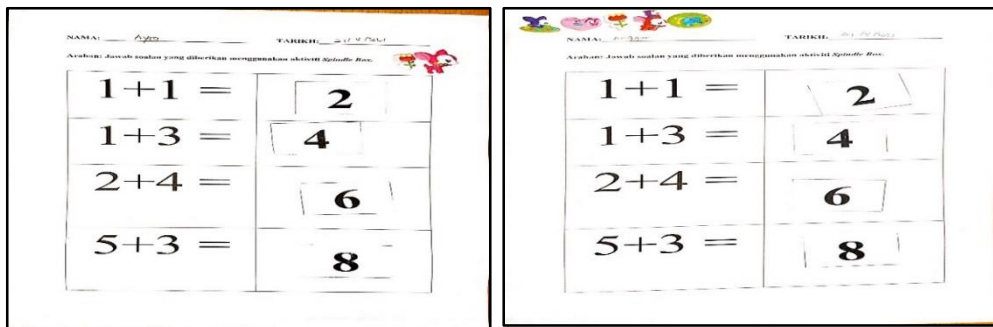 NAMA: TARIKH:
Arahan: Jawab soalan yang diberikan menggunakan aktiviti Spindle Box.
1+1 = 2
1+3 = 4
2+4 = 6
5+3 = 8
NAMA: TARIKH:
Arahan: Jawab soalan yang diberikan menggunakan aktiviti Spindle Box.
1+1 = 2
1+3 = 4
2+4 = 6
5+3 = 8